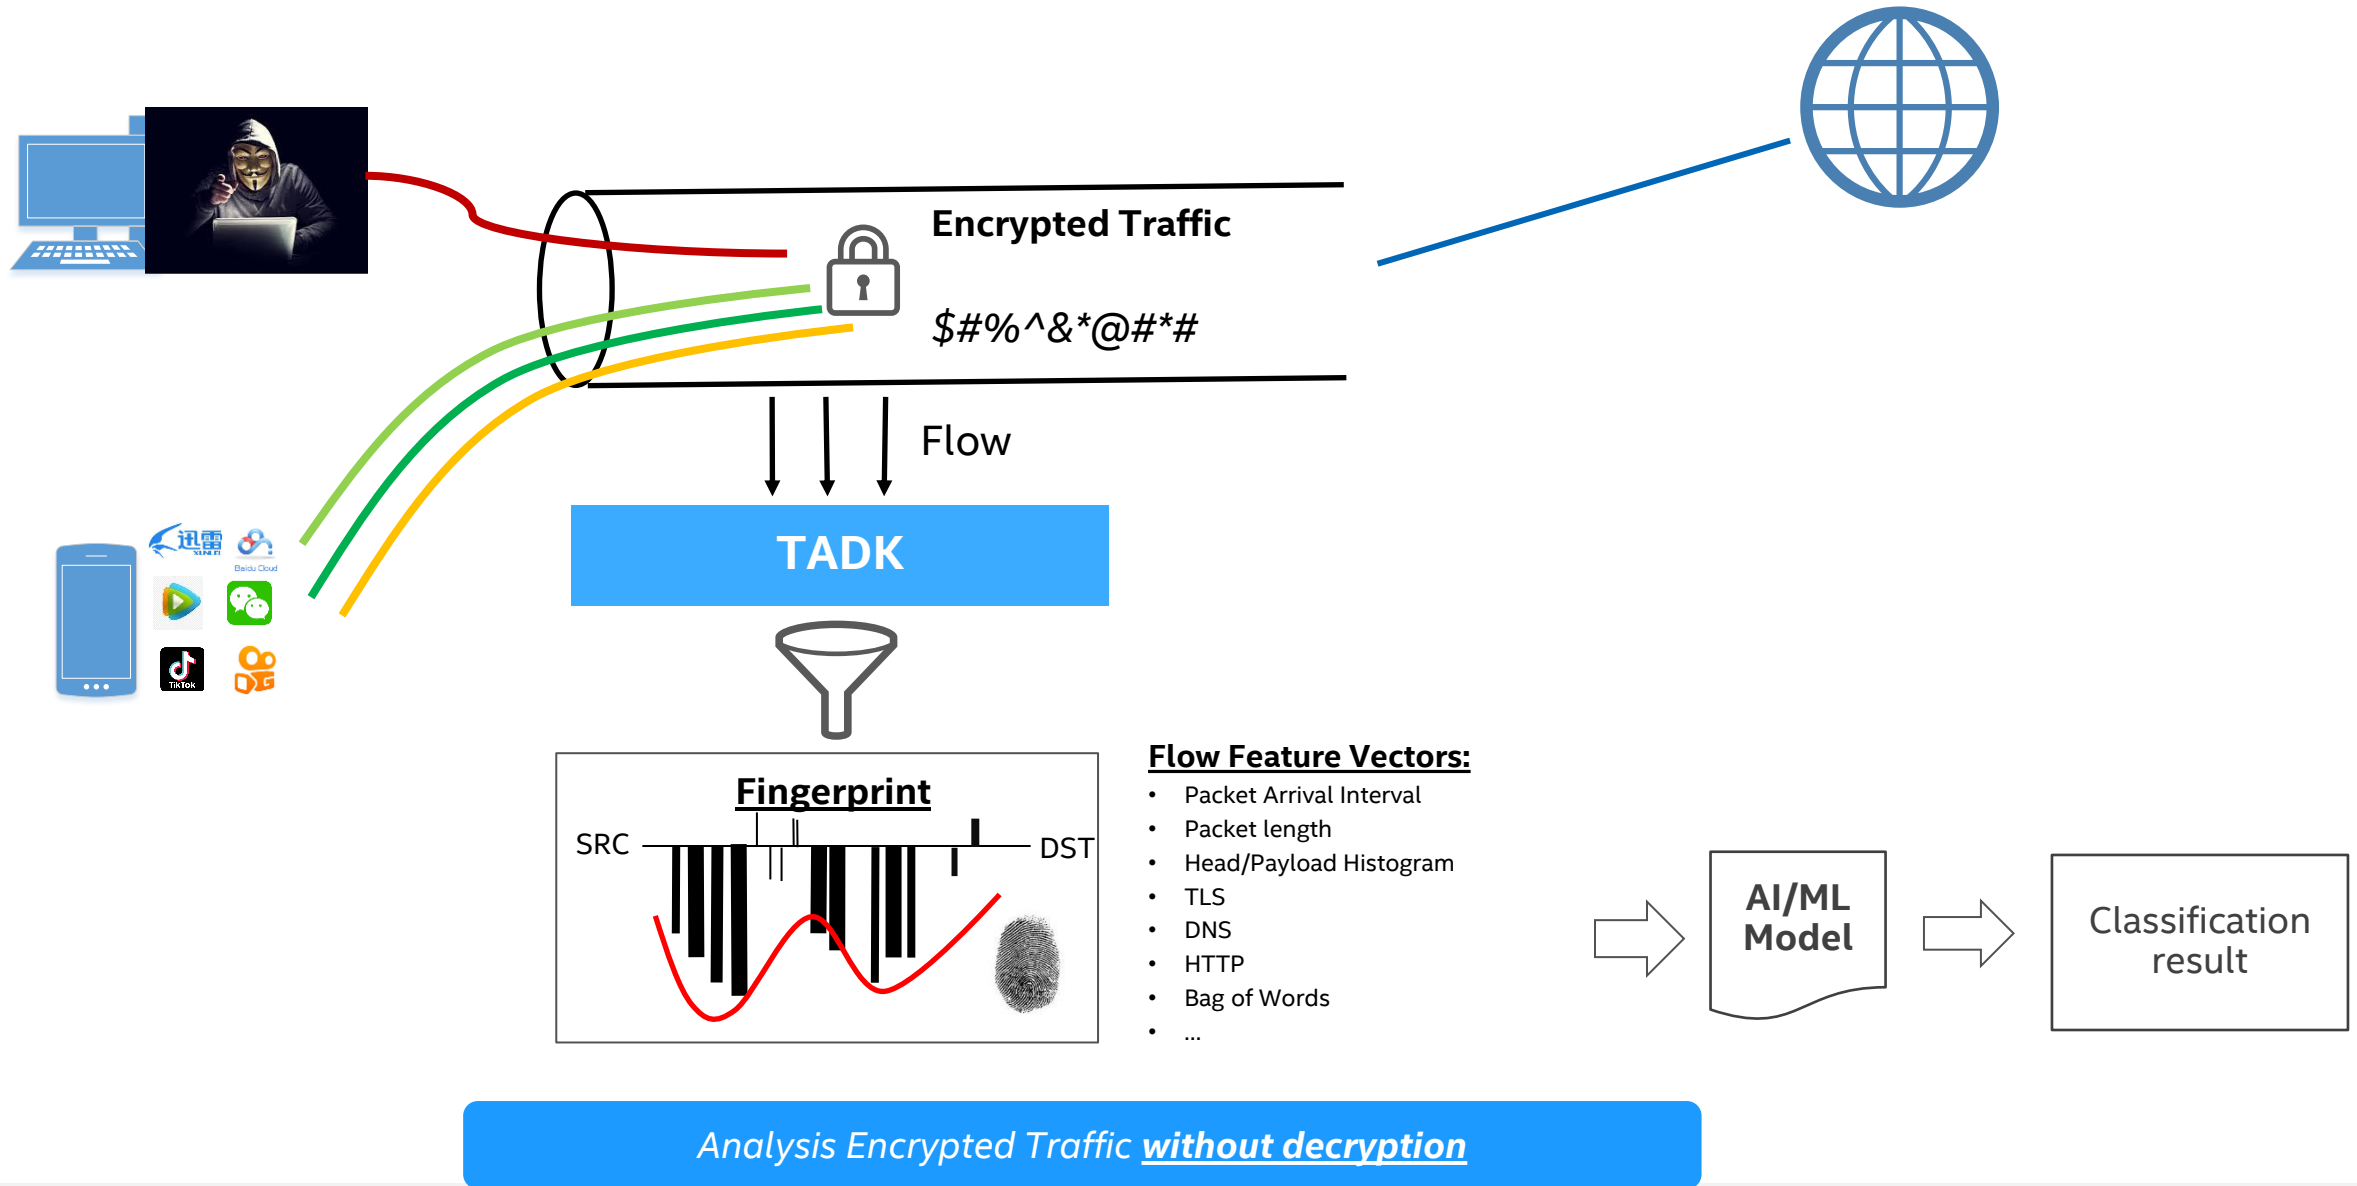 Encrypted Traffic
$#%^&*@#*#
Flow
迅雷
XUNLEI
Baidu Cloud
TikTok
TADK
Fingerprint
SRC
DST
Flow Feature Vectors:
• Packet Arrival Interval
• Packet length
• Head/Payload Histogram
• TLS
• DNS
• HTTP
• Bag of Words
• ...
AI/ML
Model
Classification
result
Analysis Encrypted Traffic without decryption